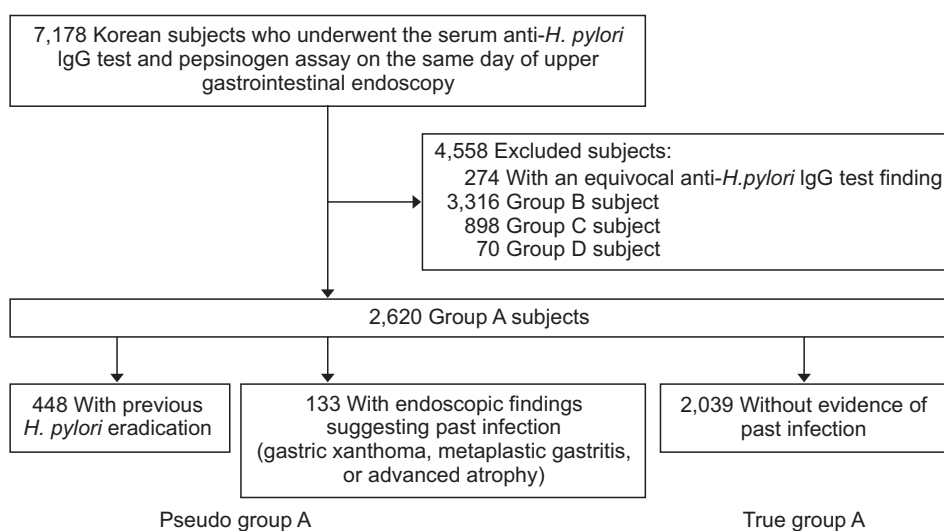 7,178 Korean subjects who underwent the serum anti-H. pylori
IgG test and pepsinogen assay on the same day of upper
gastrointestinal endoscopy
4,558 Excluded subjects:
274 With an equivocal anti-H.pylori IgG test finding
3,316 Group B subject
898 Group C subject
70 Group D subject
2,620 Group A subjects
448 With previous
H. pylori eradication
133 With endoscopic findings
suggesting past infection
(gastric xanthoma, metaplastic gastritis,
or advanced atrophy)
2,039 Without evidence of
past infection
Pseudo group A
True group A